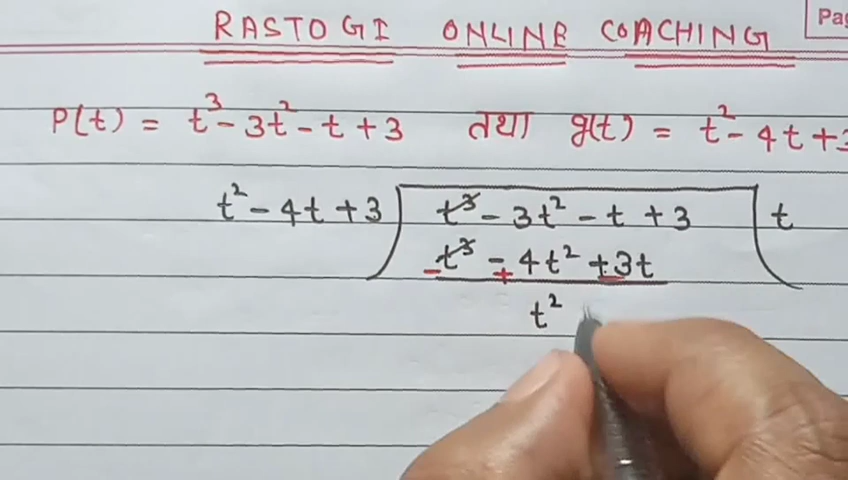 Pa
RASTOGI ONLINE COACHING
P(t) = t³ - 3t² - t + 3 तथा g(t) = t² - 4t + 3
t² - 4t + 3 ) t³ - 3t² - t + 3 ( t
- t³ - + 4t² + - 3t
t²